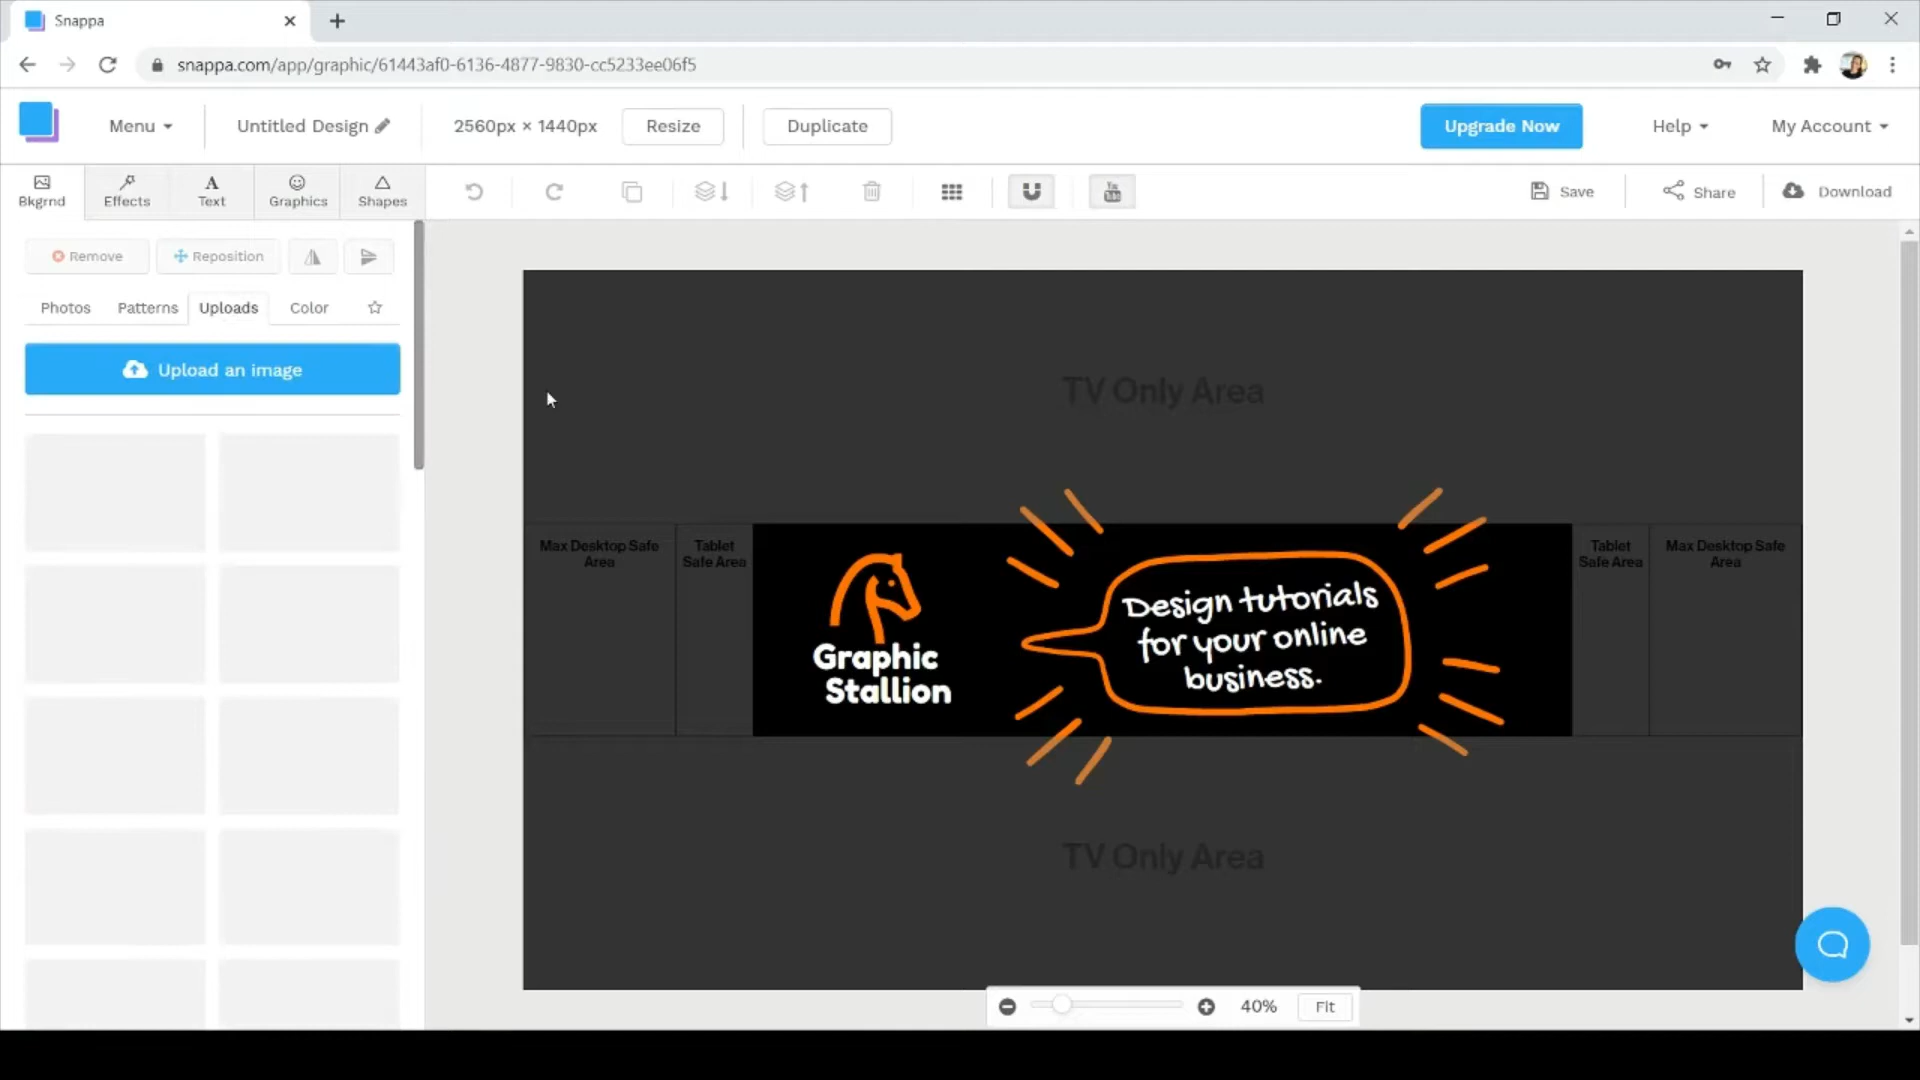 Snappa
snappa.com/app/graphic/61443af0-6136-4877-9830-cc5233ee06f5
Menu
Untitled Design
2560px × 1440px
Resize
Duplicate
Upgrade Now
Help
My Account
Bkgrnd
Effects
Text
Graphics
Shapes
You
Tube
Save
Share
Download
Remove
Reposition
Photos
Patterns
Uploads
Color
Upload an image
TV Only Area
Max Desktop Safe
Area
Tablet
Safe Area
Graphic
Stallion
Design tutorials
for your online
business.
Tablet
Safe Area
Max Desktop Safe
Area
TV Only Area
40%
Fit